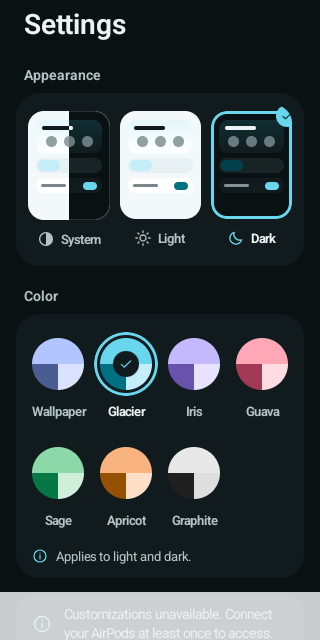 Settings
Appearance
System
Light
Dark
Color
Wallpaper
Glacier
Iris
Guava
Sage
Apricot
Graphite
Applies to light and dark.
Customizations unavailable. Connect
your AirPods at least once to access.